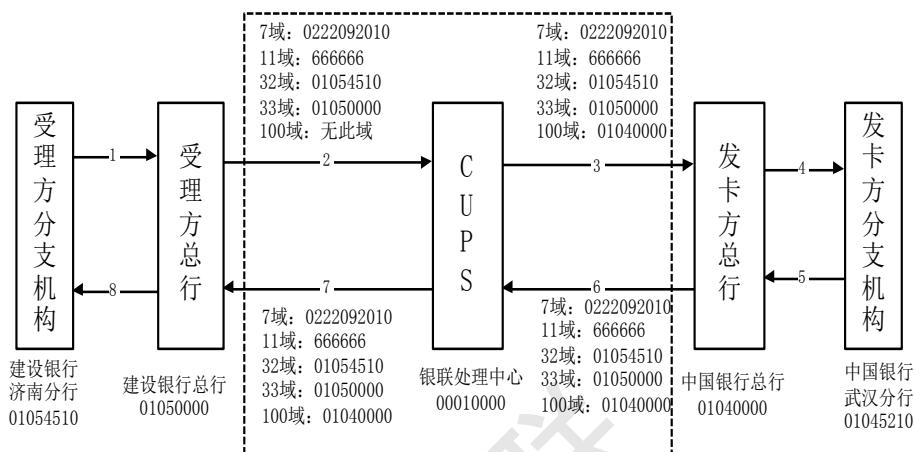 7域：0222092010
11域：666666
32域：01054510
33域：01050000
100域：无此域
7域：0222092010
11域：666666
32域：01054510
33域：01050000
100域：01040000
受理方分支机构
1
受理方总行
2
CUPS
3
发卡方总行
4
发卡方分支机构
8
7
6
5
7域：0222092010
11域：666666
32域：01054510
33域：01050000
100域：01040000
7域：0222092010
11域：666666
32域：01054510
33域：01050000
100域：01040000
建设银行
济南分行
01054510
建设银行总行
01050000
银联处理中心
00010000
中国银行总行
01040000
中国银行
武汉分行
01045210